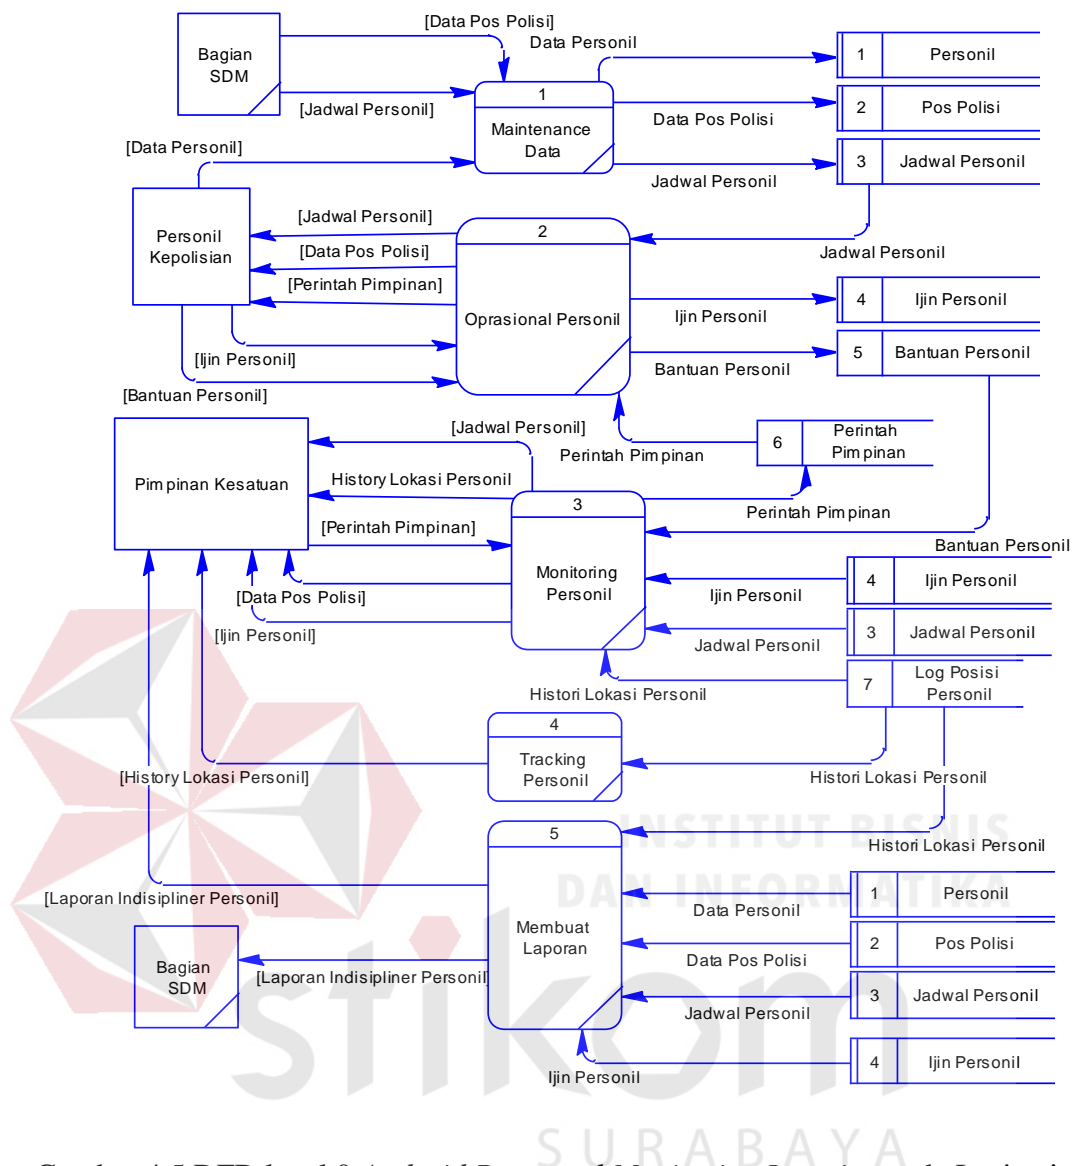 [Data Pos Polisi]
Data Personil
Bagian
SDM
1
Personil
[Jadwal Personil]
1
Maintenance
Data
Data Pos Polisi
2
Pos Polisi
[Data Personil]
Jadwal Personil
3
Jadwal Personil
Personil
Kepolisian
[Jadwal Personil]
[Data Pos Polisi]
[Perintah Pimpinan]
2
Oprasional Personil
Jadwal Personil
Ijin Personil
4
Ijin Personil
[Ijin Personil]
Bantuan Personil
5
Bantuan Personil
[Bantuan Personil]
[Jadwal Personil]
Perintah Pimpinan
6
Perintah
Pimpinan
Pimpinan Kesatuan
History Lokasi Personil
3
Perintah Pimpinan
[Perintah Pimpinan]
Monitoring
Personil
Bantuan Personil
Ijin Personil
4
Ijin Personil
[Data Pos Polisi]
[Ijin Personil]
Jadwal Personil
3
Jadwal Personil
Histori Lokasi Personil
7
Log Posisi
Personil
4
Tracking
Personil
[History Lokasi Personil]
Histori Lokasi Personil
5
Membuat
Laporan
INSTITUT BISNIS
Histori Lokasi Personil
DAN INFORMATIKA
[Laporan Indisipliner Personil]
Data Personil
1
Personil
Data Pos Polisi
2
Pos Polisi
Bagian
SDM
[Laporan Indisipliner Personil]
Jadwal Personil
3
Jadwal Personil
stikom
Ijin Personil
4
Ijin Personil
SURABAYA